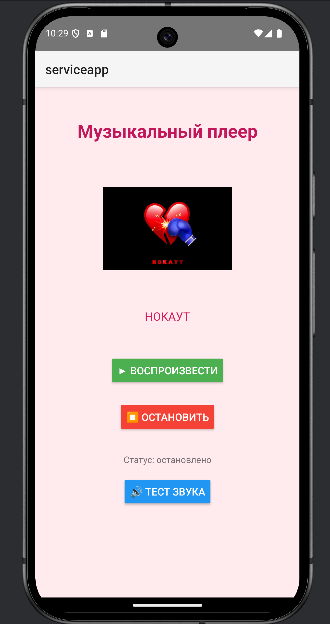 10:29
serviceapp
Музыкальный плеер
НОКАУТ
НОКАУТ
► ВОСПРОИЗВЕСТИ
⏹ ОСТАНОВИТЬ
Статус: остановлено
🔊 ТЕСТ ЗВУКА